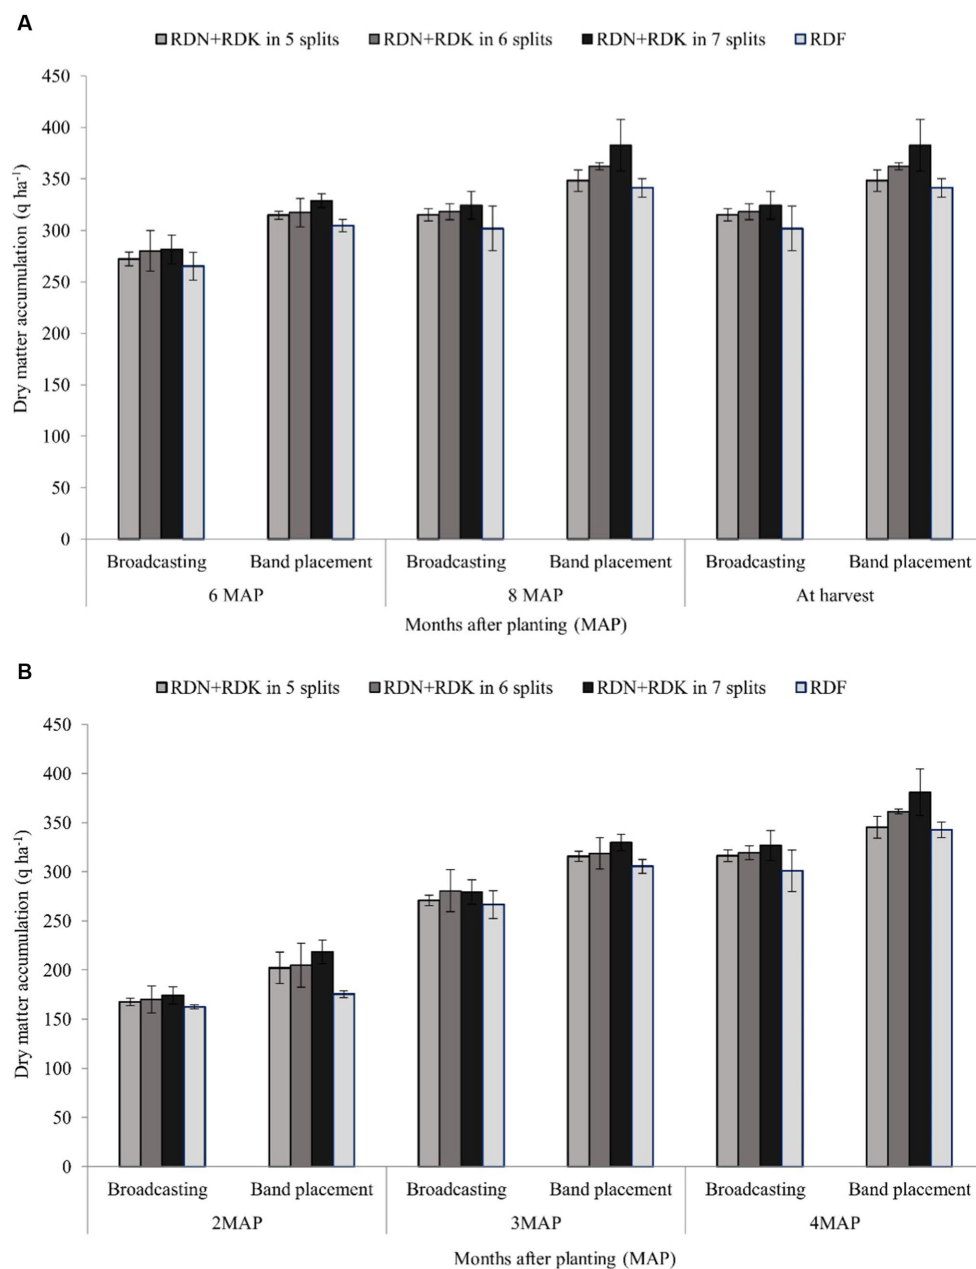 A
RDN+RDK in 5 splits RDN+RDK in 6 splits RDN+RDK in 7 splits RDF
Dry matter accumulation (q ha⁻¹)
450
400
350
300
250
200
150
100
50
0
Broadcasting Band placement Broadcasting Band placement Broadcasting Band placement
6 MAP 8 MAP At harvest
Months after planting (MAP)
B
RDN+RDK in 5 splits RDN+RDK in 6 splits RDN+RDK in 7 splits RDF
Dry matter accumulation (q ha⁻¹)
450
400
350
300
250
200
150
100
50
0
Broadcasting Band placement Broadcasting Band placement Broadcasting Band placement
2MAP 3MAP 4MAP
Months after planting (MAP)